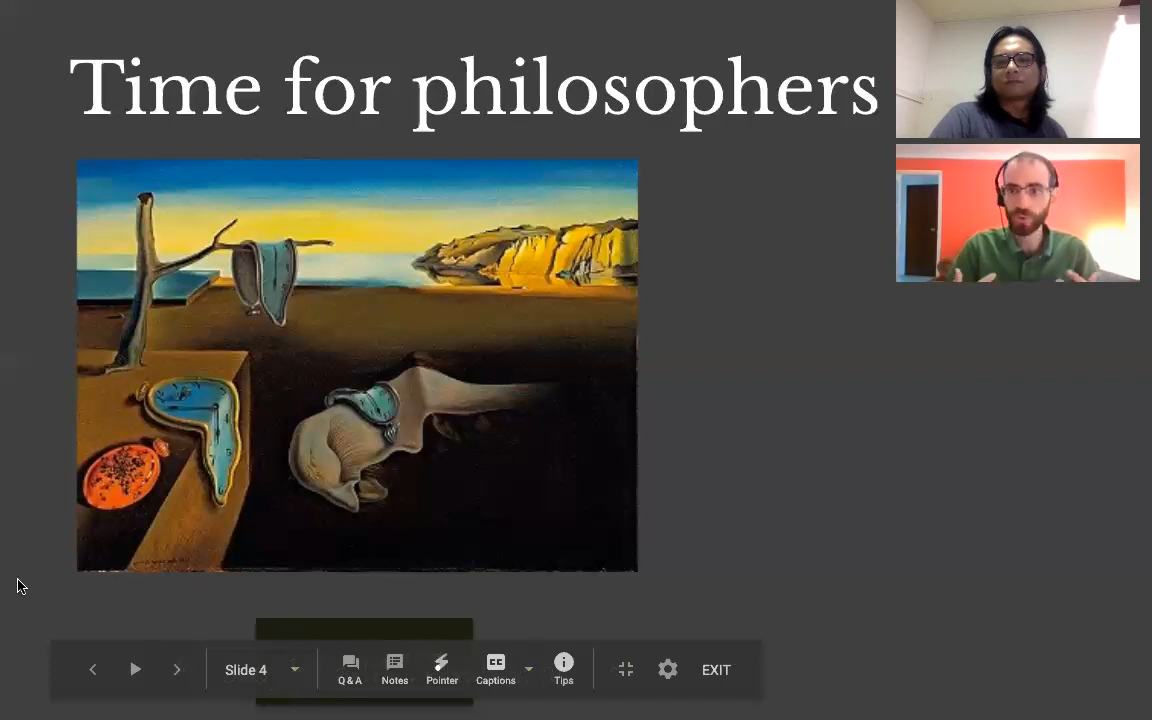 Time for philosophers
Slide 4
Q & A
Notes
Pointer
CC
Captions
Tips
EXIT